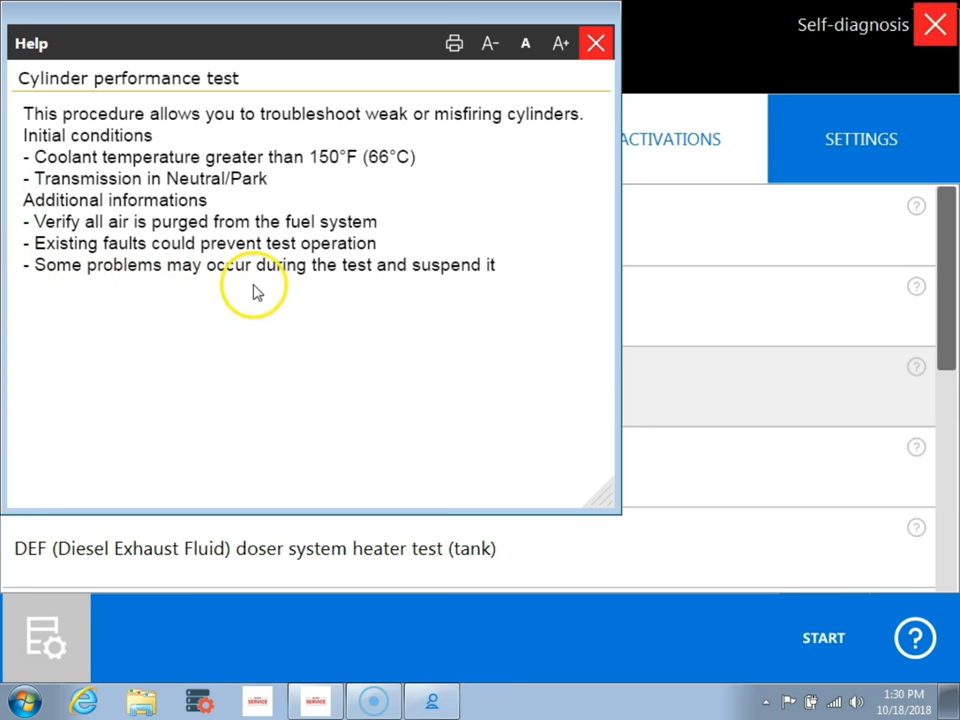 Self-diagnosis
Help
A- A A+
Cylinder performance test
This procedure allows you to troubleshoot weak or misfiring cylinders.
Initial conditions
- Coolant temperature greater than 150°F (66°C)
- Transmission in Neutral/Park
Additional informations
- Verify all air is purged from the fuel system
- Existing faults could prevent test operation
- Some problems may occur during the test and suspend it
ACTIVATIONS
SETTINGS
?
?
?
?
?
DEF (Diesel Exhaust Fluid) doser system heater test (tank)
START
?
SERVICE
SERVICE
1:30 PM
10/18/2018